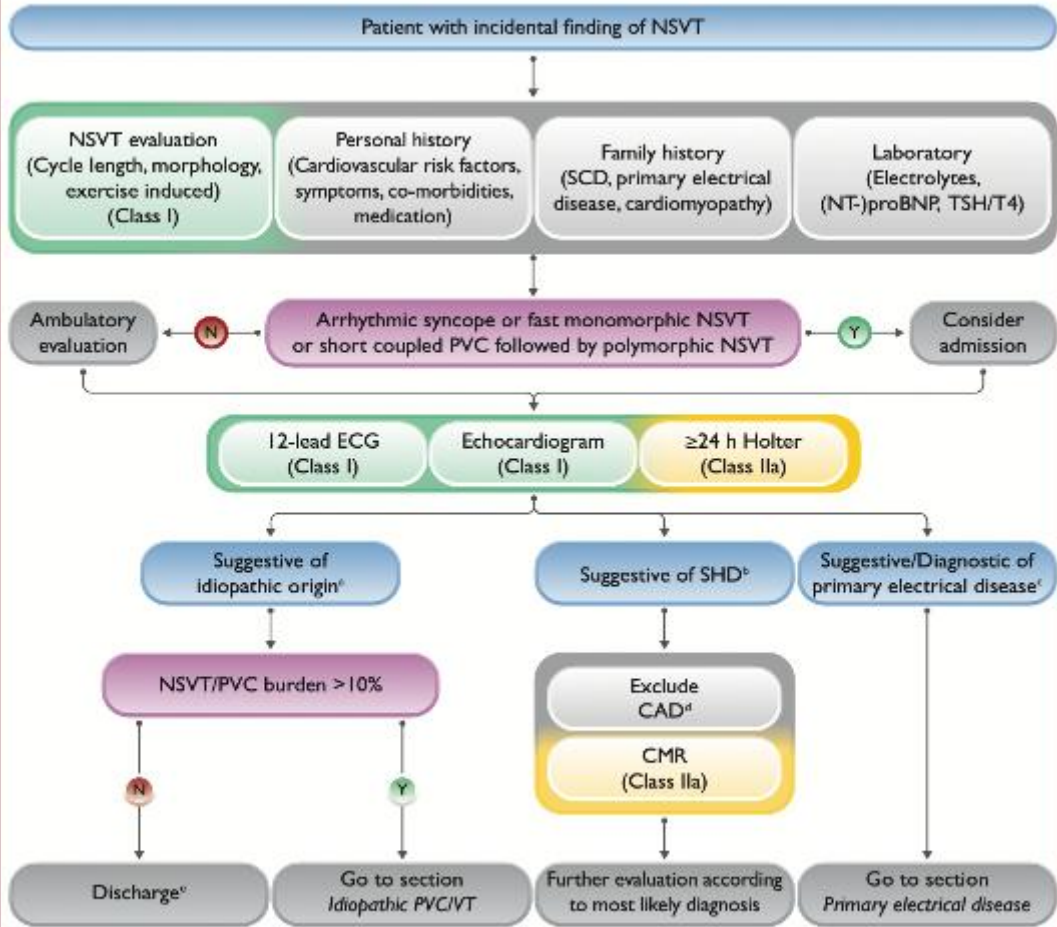 Patient with incidental finding of NSVT
NSVT evaluation
(Cycle length, morphology,
exercise induced)
(Class I)
Personal history
(Cardiovascular risk factors,
symptoms, co-morbidities,
medication)
Family history
(SCD, primary electrical
disease, cardiomyopathy)
Laboratory
(Electrolytes,
(NT-)proBNP, TSH/T4)
Ambulatory
evaluation
N
Arrhythmic syncope or fast monomorphic NSVT
or short coupled PVC followed by polymorphic NSVT
Y
Consider
admission
12-lead ECG
(Class I)
Echocardiogram
(Class I)
≥24 h Holter
(Class IIa)
Suggestive of
idiopathic origin
Suggestive of SHDᵇ
Suggestive/Diagnostic of
primary electrical diseaseᶜ
NSVT/PVC burden >10%
Exclude
CADᵈ
CMR
(Class IIa)
N
Y
Dischargeᵉ
Go to section
Idiopathic PVC/VT
Further evaluation according
to most likely diagnosis
Go to section
Primary electrical disease